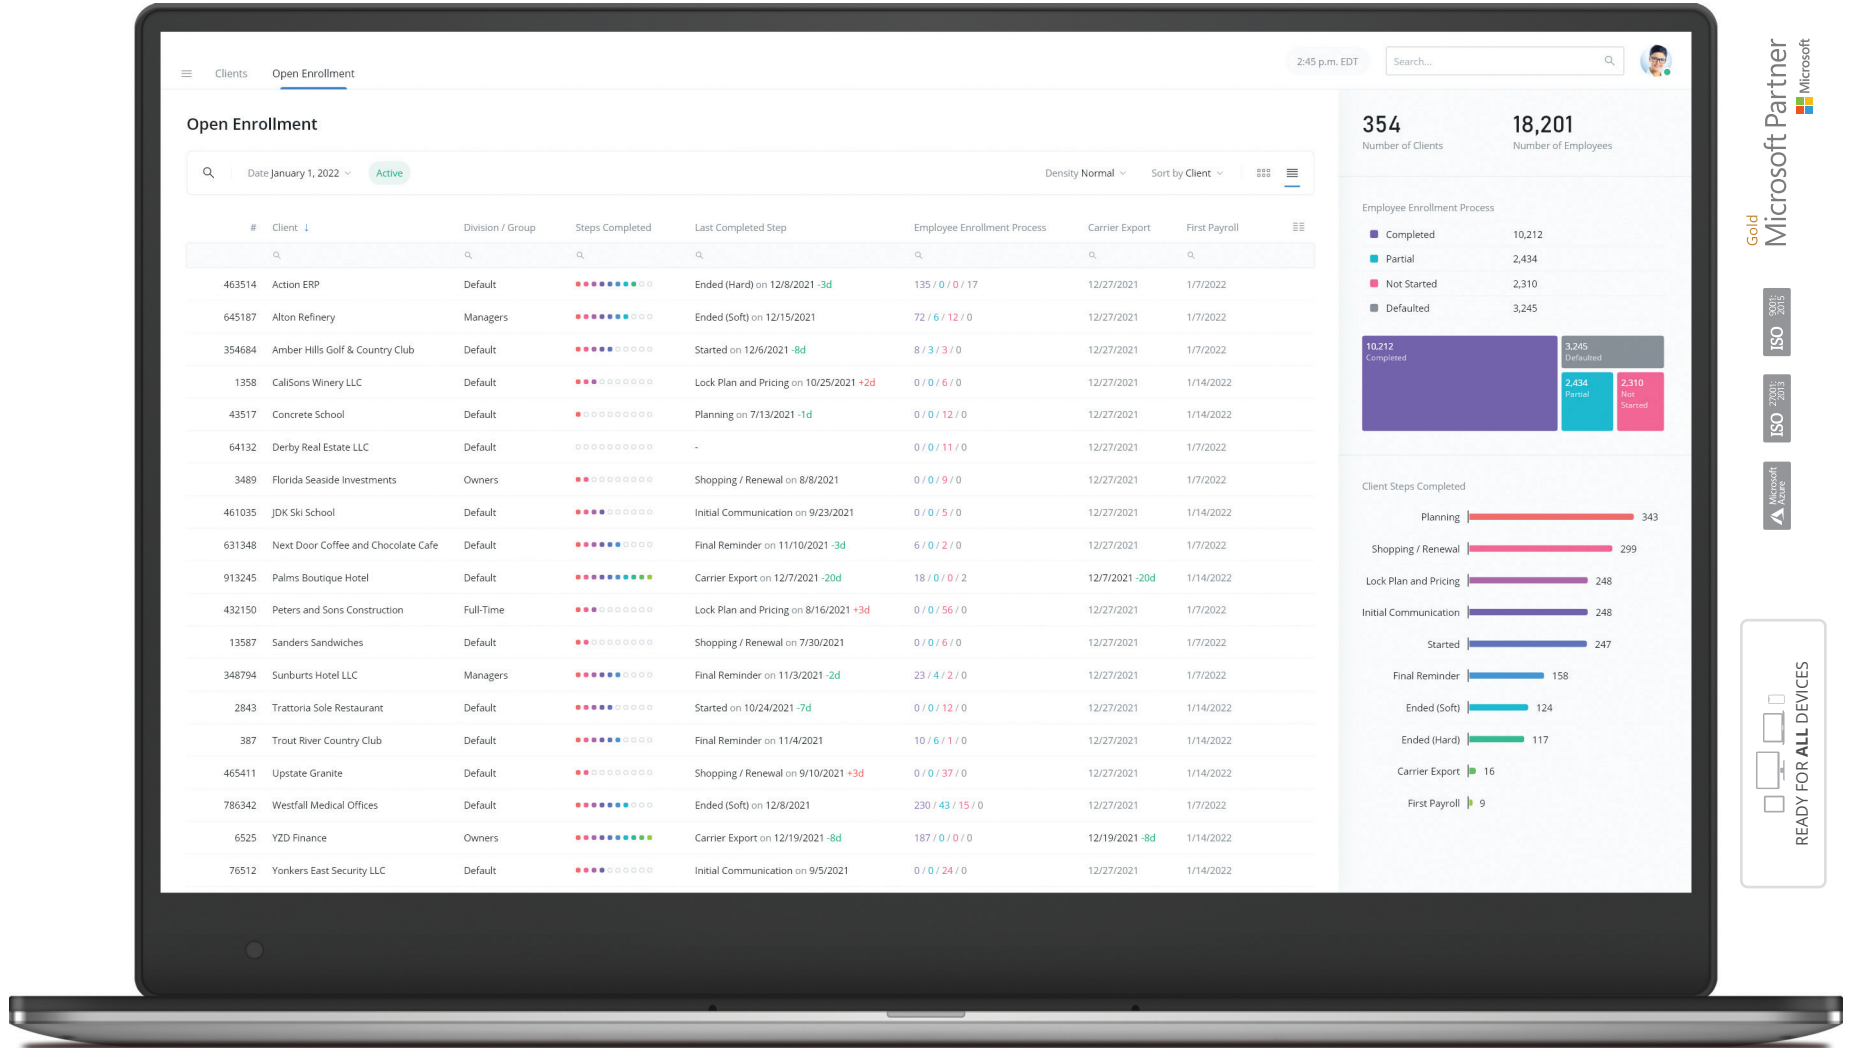 Clients Open Enrollment
2:45 p.m. EDT
Search...
Open Enrollment
Date January 1, 2022 Active
Density Normal Sort by Client
# Client ↓ Division / Group Steps Completed Last Completed Step Employee Enrollment Process Carrier Export First Payroll
463514 Action ERP Default Ended (Hard) on 12/8/2021 -3d 135 / 0 / 0 / 17 12/27/2021 1/7/2022
645187 Alton Refinery Managers Ended (Soft) on 12/15/2021 72 / 6 / 12 / 0 12/27/2021 1/7/2022
354684 Amber Hills Golf & Country Club Default Started on 12/6/2021 -8d 8 / 3 / 3 / 0 12/27/2021 1/7/2022
1358 CaliSons Winery LLC Default Lock Plan and Pricing on 10/25/2021 +2d 0 / 0 / 6 / 0 12/27/2021 1/14/2022
43517 Concrete School Default Planning on 7/13/2021 -1d 0 / 0 / 12 / 0 12/27/2021 1/14/2022
64132 Derby Real Estate LLC Default - 0 / 0 / 11 / 0 12/27/2021 1/7/2022
3489 Florida Seaside Investments Owners Shopping / Renewal on 8/8/2021 0 / 0 / 9 / 0 12/27/2021 1/7/2022
461035 JDK Ski School Default Initial Communication on 9/23/2021 0 / 0 / 5 / 0 12/27/2021 1/14/2022
631348 Next Door Coffee and Chocolate Cafe Default Final Reminder on 11/10/2021 -3d 6 / 0 / 2 / 0 12/27/2021 1/7/2022
913245 Palms Boutique Hotel Default Carrier Export on 12/7/2021 -20d 18 / 0 / 0 / 2 12/7/2021 -20d 1/14/2022
432150 Peters and Sons Construction Full-Time Lock Plan and Pricing on 8/16/2021 +3d 0 / 0 / 56 / 0 12/27/2021 1/7/2022
13587 Sanders Sandwiches Default Shopping / Renewal on 7/30/2021 0 / 0 / 6 / 0 12/27/2021 1/7/2022
348794 Sunburts Hotel LLC Managers Final Reminder on 11/3/2021 -2d 23 / 4 / 2 / 0 12/27/2021 1/7/2022
2843 Trattoria Sole Restaurant Default Started on 10/24/2021 -7d 0 / 0 / 12 / 0 12/27/2021 1/14/2022
387 Trout River Country Club Default Final Reminder on 11/4/2021 10 / 6 / 1 / 0 12/27/2021 1/14/2022
465411 Upstate Granite Default Shopping / Renewal on 9/10/2021 +3d 0 / 0 / 37 / 0 12/27/2021 1/14/2022
786342 Westfall Medical Offices Default Ended (Soft) on 12/8/2021 230 / 43 / 15 / 0 12/27/2021 1/7/2022
6525 YZD Finance Owners Carrier Export on 12/19/2021 -8d 187 / 0 / 0 / 0 12/19/2021 -8d 1/14/2022
76512 Yonkers East Security LLC Default Initial Communication on 9/5/2021 0 / 0 / 24 / 0 12/27/2021 1/14/2022
354 18,201
Number of Clients Number of Employees
Employee Enrollment Process
Completed 10,212
Partial 2,434
Not Started 2,310
Defaulted 3,245
10,212
Completed
3,245
Defaulted
2,434
Partial
2,310
Not
Started
Client Steps Completed
Planning 343
Shopping / Renewal 299
Lock Plan and Pricing 248
Initial Communication 248
Started 247
Final Reminder 158
Ended (Soft) 124
Ended (Hard) 117
Carrier Export 16
First Payroll 9
Gold
Microsoft Partner
Microsoft
ISO 9001:
2015
ISO 27001:
2013
Microsoft
Azure
READY FOR ALL DEVICES